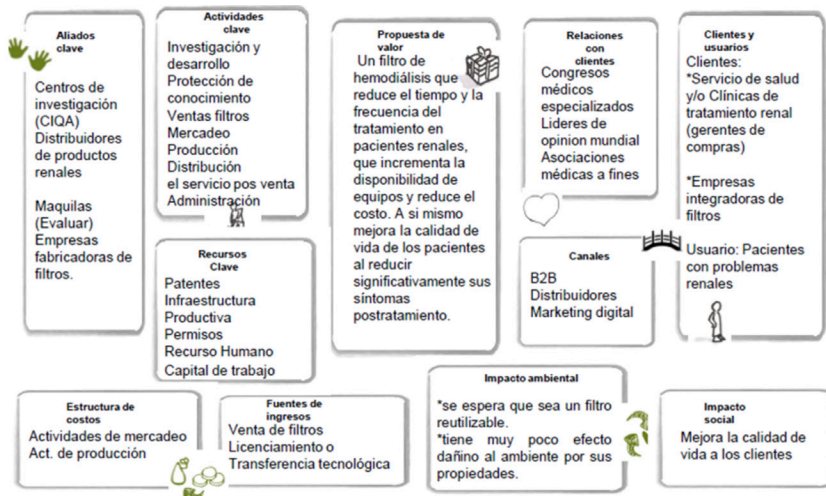 Aliados
clave
Centros de
investigación
(CIQA)
Distribuidores
de productos
renales
Maquilas
(Evaluar)
Empresas
fabricadoras de
filtros.
Actividades
clave
Investigación y
desarrollo
Protección de
conocimiento
Ventas filtros
Mercadeo
Producción
Distribución
el servicio pos venta
Administración
Recursos
Clave
Patentes
Infraestructura
Productiva
Permisos
Recurso Humano
Capital de trabajo
Propuesta de
valor
Un filtro de
hemodiálisis que
reduce el tiempo y la
frecuencia del
tratamiento en
pacientes renales,
que incrementa la
disponibilidad de
equipos y reduce el
costo. A si mismo
mejora la calidad de
vida de los pacientes
al reducir
significativamente sus
síntomas
postratamiento.
Relaciones
con
clientes
Congresos
médicos
especializados
Lideres de
opinion mundial
Asociaciones
médicas a fines
Canales
B2B
Distribuidores
Marketing digital
Clientes y
usuarios
Clientes:
*Servicio de salud
y/o Clínicas de
tratamiento renal
(gerentes de
compras)
*Empresas
integradoras de
filtros
Usuario: Pacientes
con problemas
renales
Estructura de
costos
Actividades de mercadeo
Act. de producción
Fuentes de
ingresos
Venta de filtros
Licenciamiento o
Transferencia tecnológica
Impacto ambiental
*se espera que sea un filtro
reutilizable.
*tiene muy poco efecto
dañino al ambiente por sus
propiedades.
Impacto
social
Mejora la calidad de
vida a los clientes